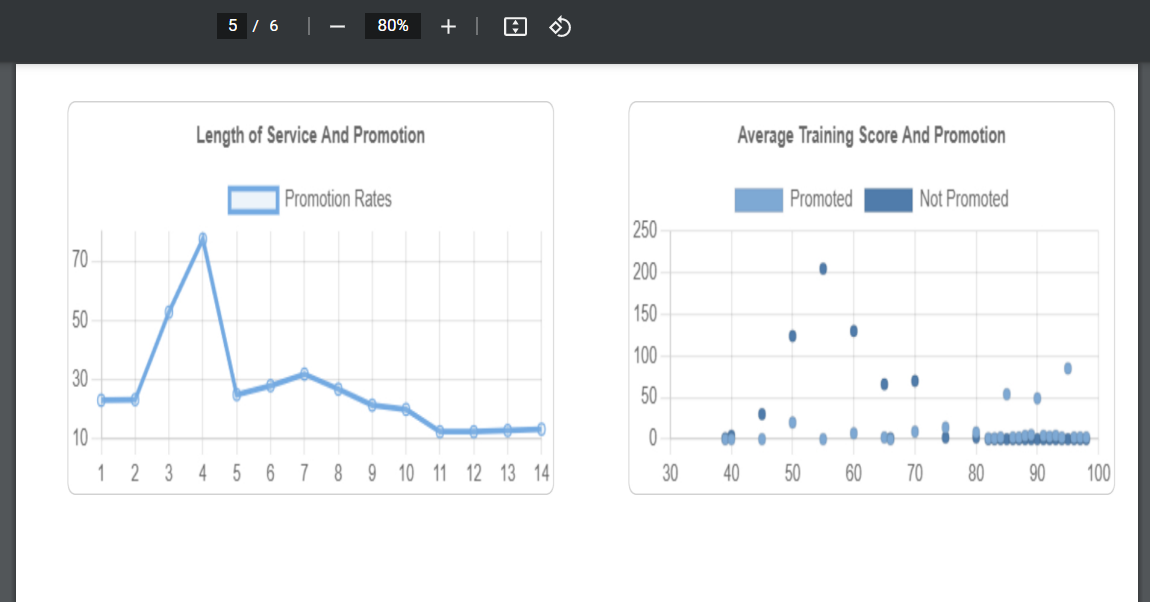 5 / 6 80%
Length of Service And Promotion
Promotion Rates
70
50
30
10
1 2 3 4 5 6 7 8 9 10 11 12 13 14
Average Training Score And Promotion
Promoted Not Promoted
250
200
150
100
50
0
30 40 50 60 70 80 90 100